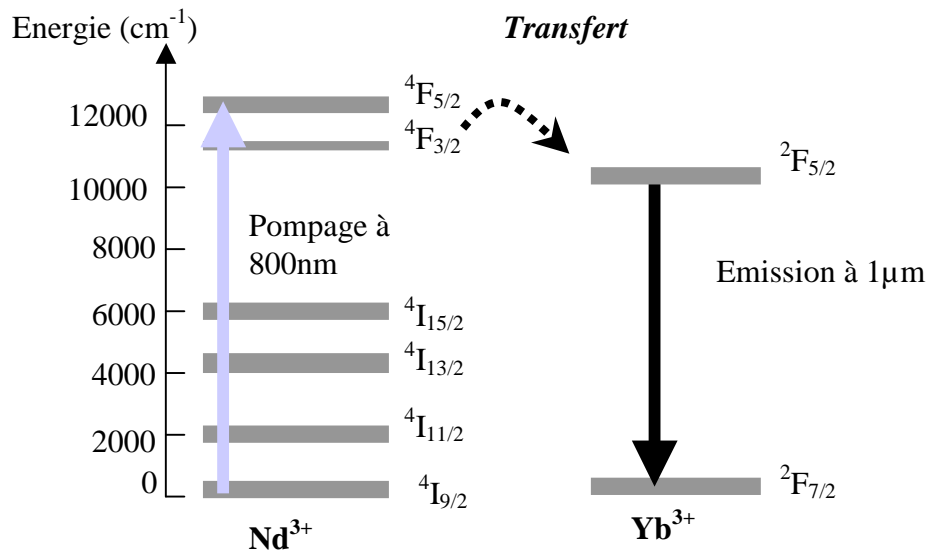 Energie (cm⁻¹)
Transfert
12000
10000
8000
6000
4000
2000
0
⁴F₅/₂
⁴F₃/₂
Pompage à
800nm
⁴I₁₅/₂
⁴I₁₃/₂
⁴I₁₁/₂
⁴I₉/₂
Nd³⁺
²F₅/₂
Emission à 1µm
²F₇/₂
Yb³⁺